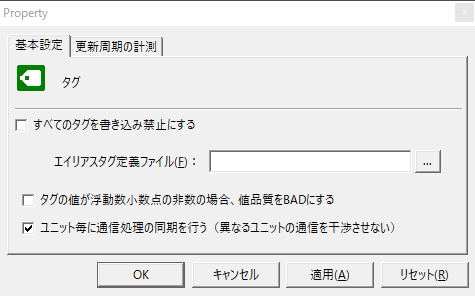 Property
基本設定 更新周期の計測
タグ
すべてのタグを書き込み禁止にする
エイリアスタグ定義ファイル(F)： ...
タグの値が浮動数小数点の非数の場合、値品質をBADにする
ユニット毎に通信処理の同期を行う（異なるユニットの通信を干渉させない）
OK キャンセル 適用(A) リセット(R)